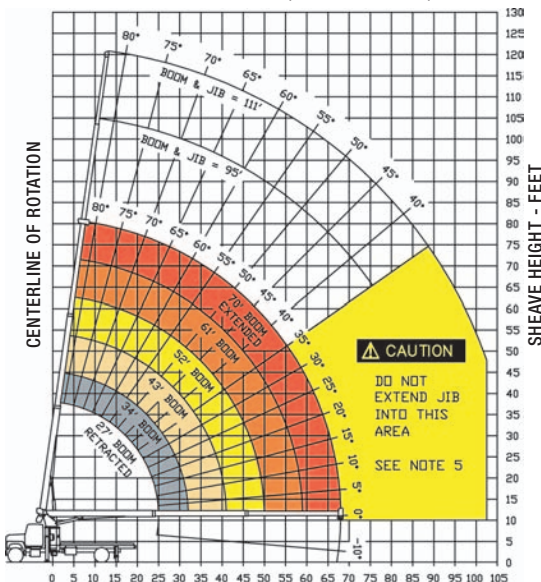 130
125
120
115
110
105
100
95
90
85
80
75
70
65
60
55
50
45
40
35
30
25
20
15
10
5
0
SHEAVE HEIGHT - FEET
CENTERLINE OF ROTATION
80° 75° 70° 65° 60° 55° 50° 45° 40°
BOOM & JIB = 111'
BOOM & JIB = 95'
80° 75° 70° 65° 60° 55° 50° 45° 40° 35° 30° 25° 20° 15° 10° 5° 0° -10°
70' BOOM
EXTENDED
61' BOOM
52' BOOM
43' BOOM
34' BOOM
27' BOOM
RETRACTED
CAUTION
DO NOT
EXTEND JIB
INTO THIS
AREA
SEE NOTE 5
0 5 10 15 20 25 30 35 40 45 50 55 60 65 70 75 80 85 90 95 102 105